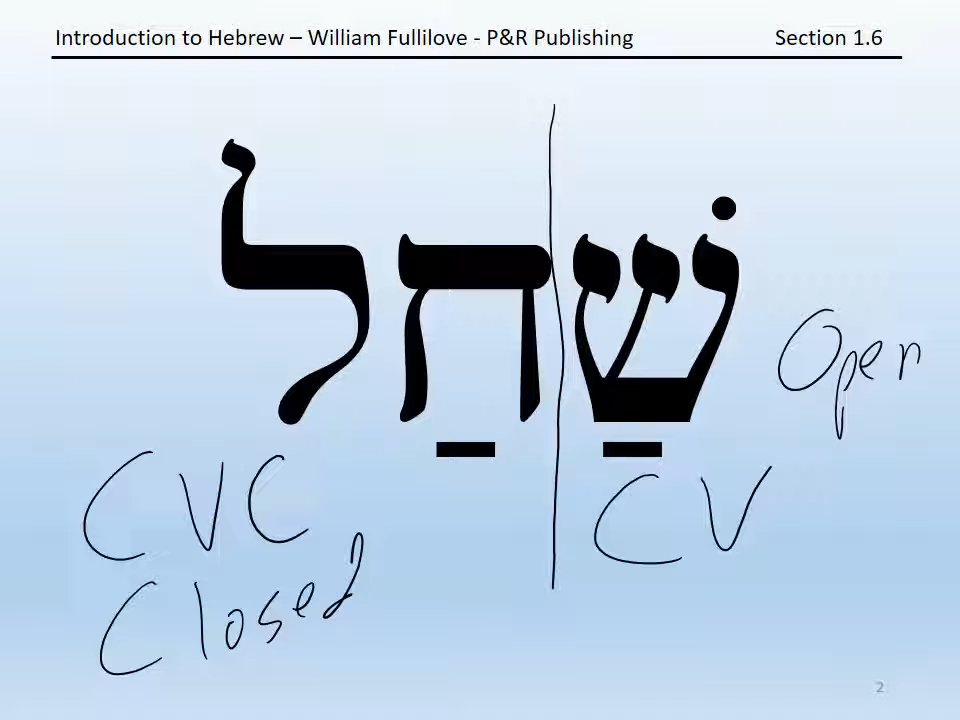 Introduction to Hebrew – William Fullilove - P&R Publishing Section 1.6
שַׁתַל
Open
CVC CV
Closed
2